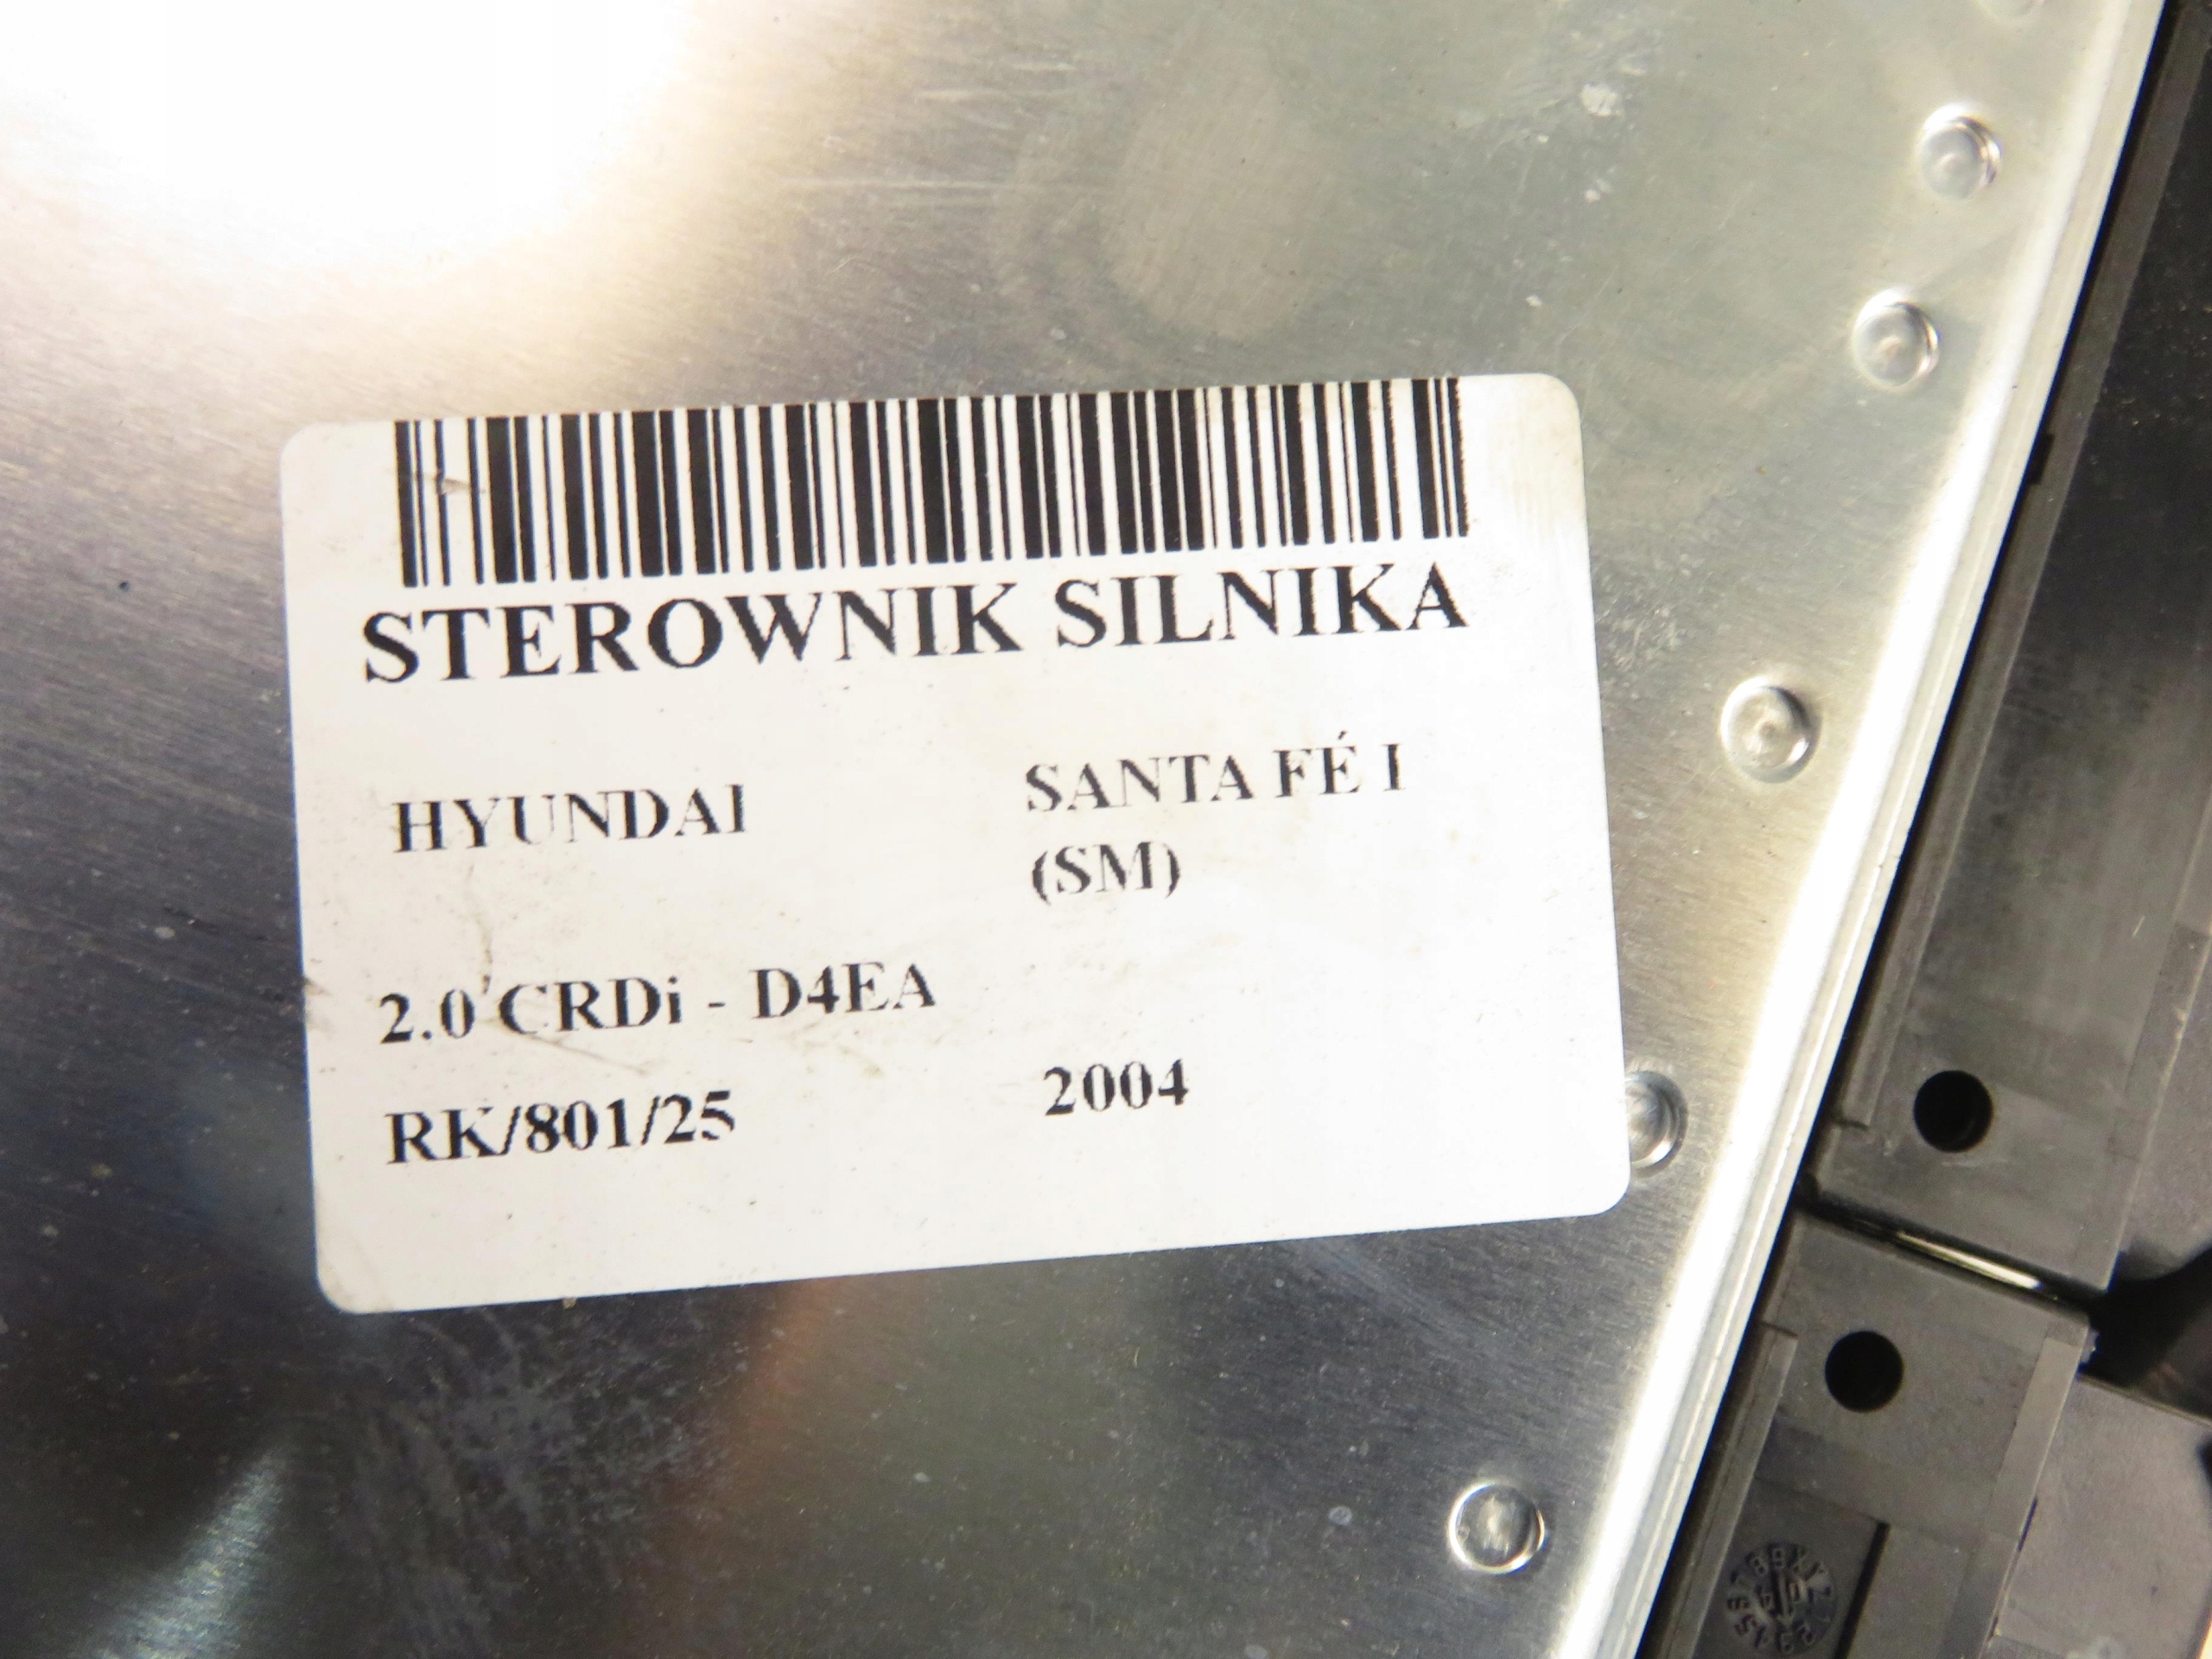 STEROWNIK SILNIKA
HYUNDAI
SANTA FÉ I
(SM)
2.0 CRDi - D4EA
RK/801/25
2004